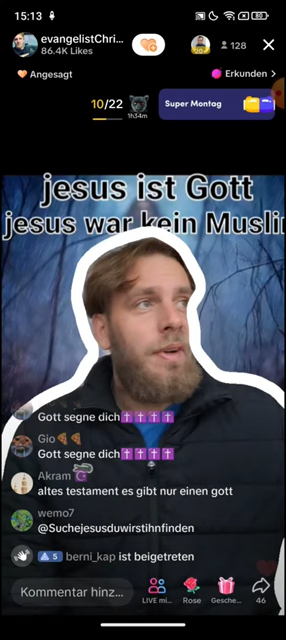 15:13
80
evangelistChri...
86.4K Likes
20
128
Angesagt
Erkunden >
10/22
1h34m
Super Montag
jesus ist Gott
jesus war kein Muslim
Gott segne dich
Gio
Gott segne dich
Akram
altes testament es gibt nur einen gott
wemo7
@Suchejesusduwirstihnfinden
5 berni_kap ist beigetreten
Kommentar hinz...
LIVE mi...
Rose
Gesche...
46